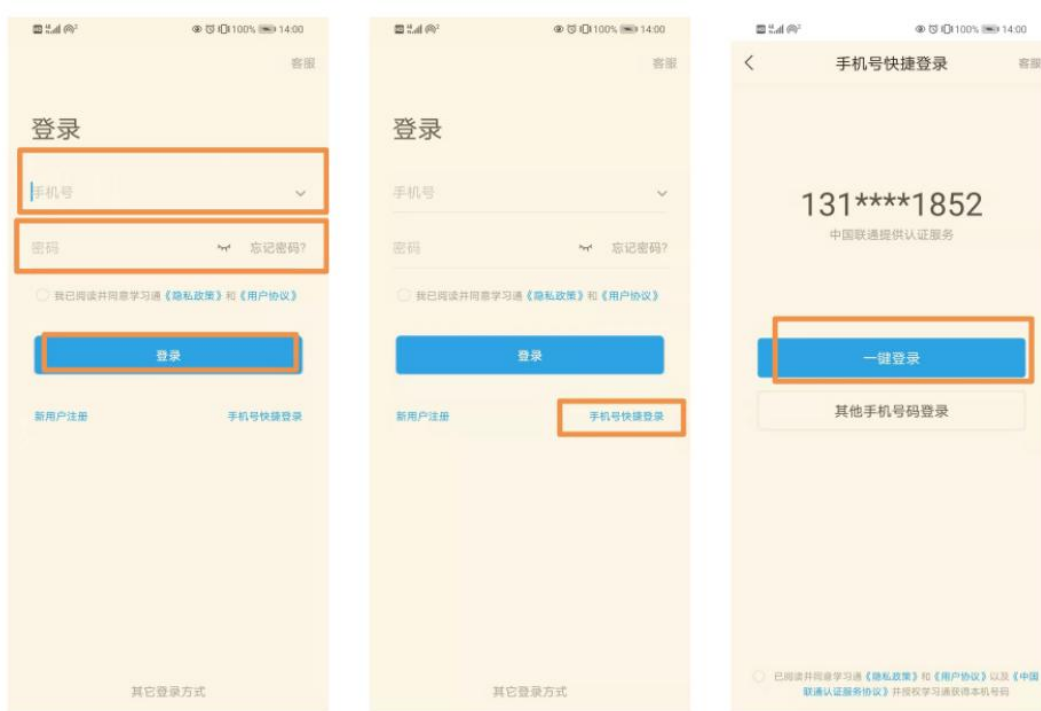 100% 14:00
客服
登录
手机号
密码 忘记密码?
我已阅读并同意学习通《隐私政策》和《用户协议》
登录
新用户注册 手机号快捷登录
其它登录方式
100% 14:00
客服
登录
手机号
密码 忘记密码?
我已阅读并同意学习通《隐私政策》和《用户协议》
登录
新用户注册 手机号快捷登录
其它登录方式
100% 14:00
手机号快捷登录 客服
131****1852
中国联通提供认证服务
一键登录
其他手机号码登录
已阅读并同意学习通《隐私政策》和《用户协议》以及《中国
联通认证服务协议》并授权学习通获得本机号码